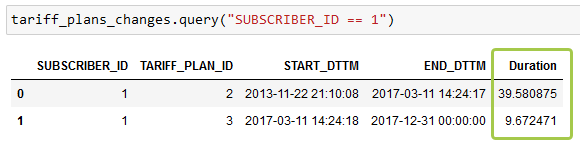 tariff_plans_changes.query("SUBSCRIBER_ID == 1")
SUBSCRIBER_ID TARIFF_PLAN_ID START_DTTM END_DTTM Duration
0 1 2 2013-11-22 21:10:08 2017-03-11 14:24:17 39.580875
1 1 3 2017-03-11 14:24:18 2017-12-31 00:00:00 9.672471